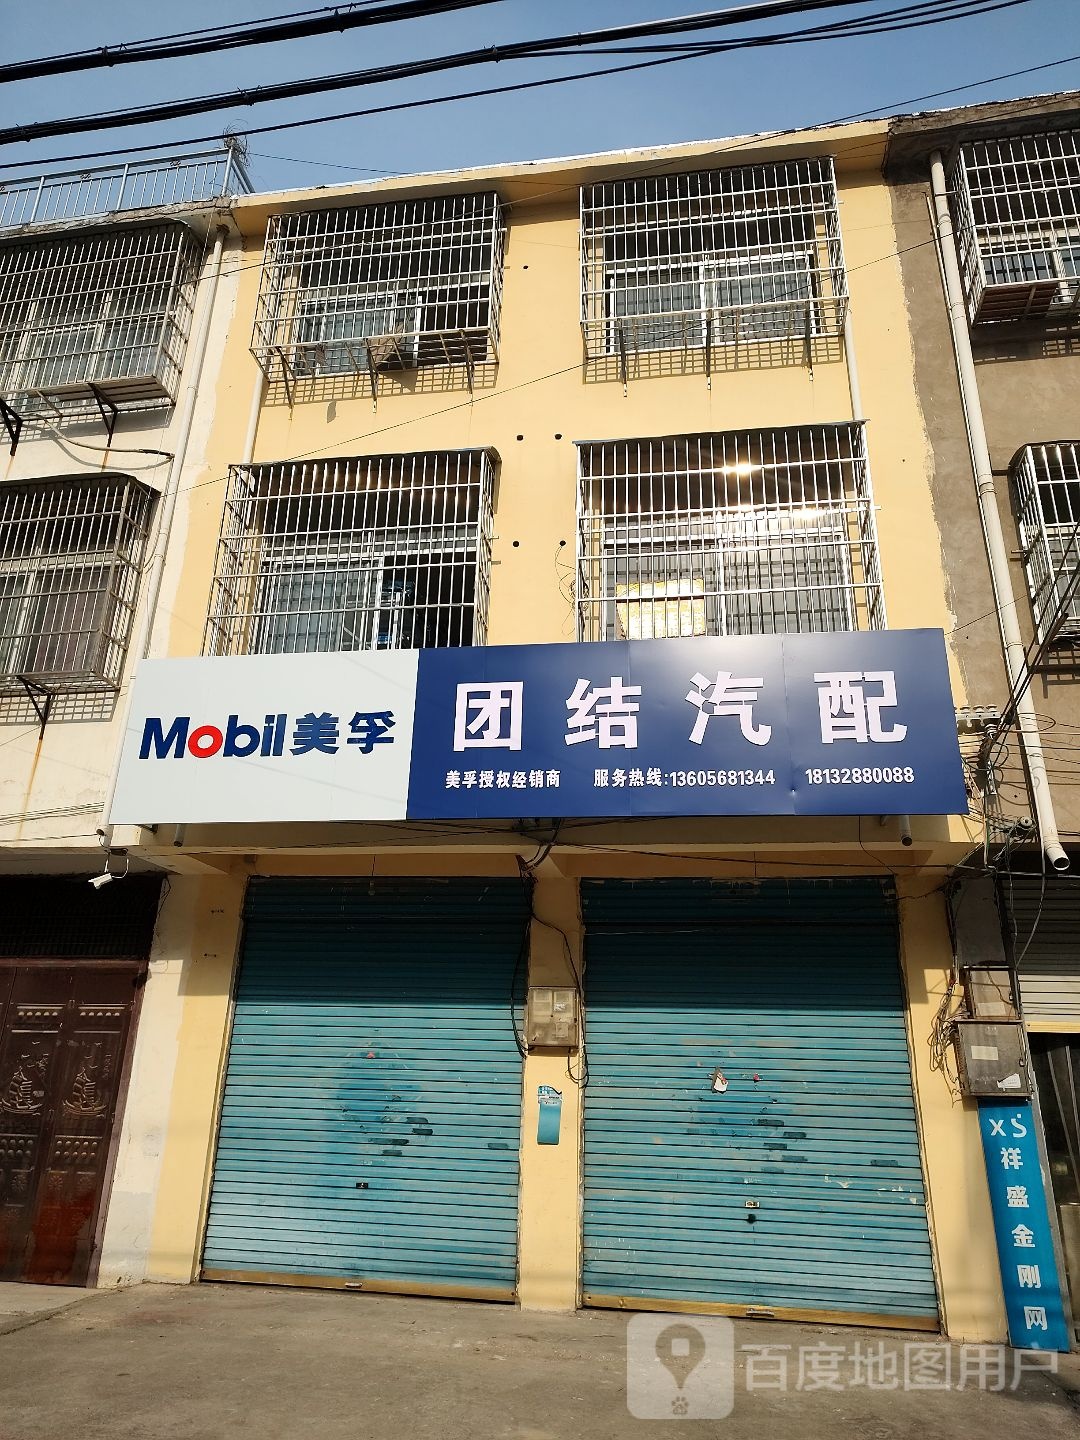 Mobil美孚
团结汽配
美孚授权经销商 服务热线:13605681344 18132880088
XS
祥盛金刚网
百度地图用户